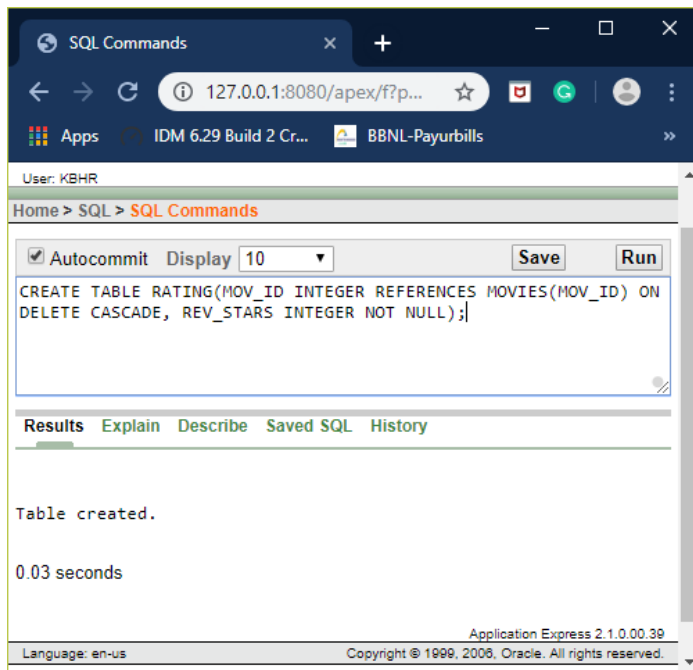 SQL Commands
127.0.0.1:8080/apex/f?p...
Apps IDM 6.29 Build 2 Cr... BBNL-Payurbills »
User: KBHR
Home > SQL > SQL Commands
Autocommit Display 10 Save Run
CREATE TABLE RATING(MOV_ID INTEGER REFERENCES MOVIES(MOV_ID) ON
DELETE CASCADE, REV_STARS INTEGER NOT NULL);
Results Explain Describe Saved SQL History
Table created.
0.03 seconds
Application Express 2.1.0.00.39
Language: en-us Copyright © 1999, 2006, Oracle. All rights reserved.